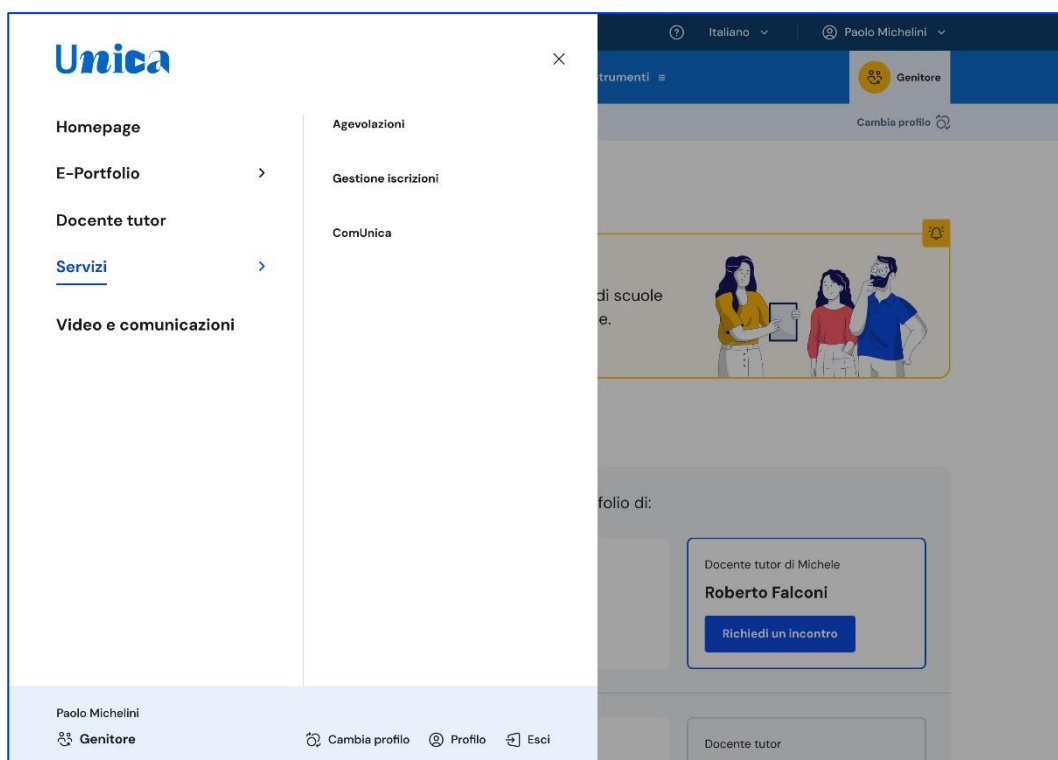 Unica
Homepage
E-Portfolio
Docente tutor
Servizi
Video e comunicazioni
Agevolazioni
Gestione iscrizioni
ComUnica
Paolo Michelini
Genitore
Cambia profilo
Profilo
Esci
Italiano
Paolo Michelini
Genitore
Cambia profilo
di scuole
e.
folio di:
Docente tutor di Michele
Roberto Falconi
Richiedi un incontro
Docente tutor